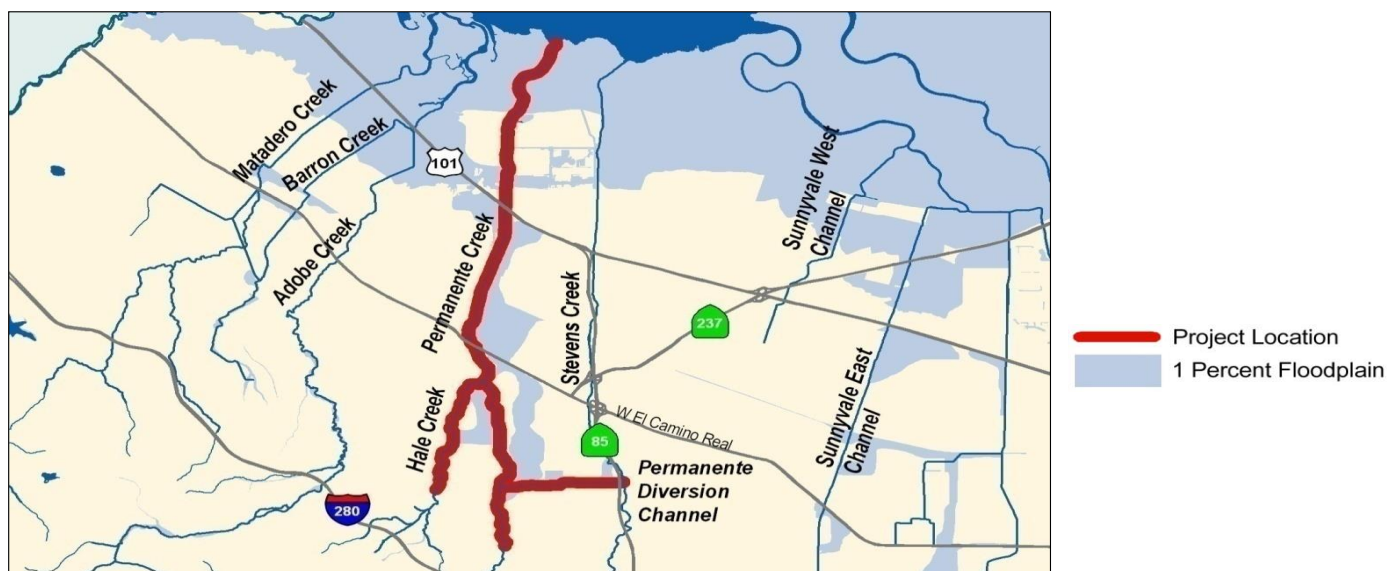 Matadero Creek
Barron Creek
Adobe Creek
101
Permanente Creek
Hale Creek
280
Stevens Creek
237
85
W El Camino Real
Permanente
Diversion
Channel
Sunnyvale West
Channel
Sunnyvale East
Channel
Project Location
1 Percent Floodplain